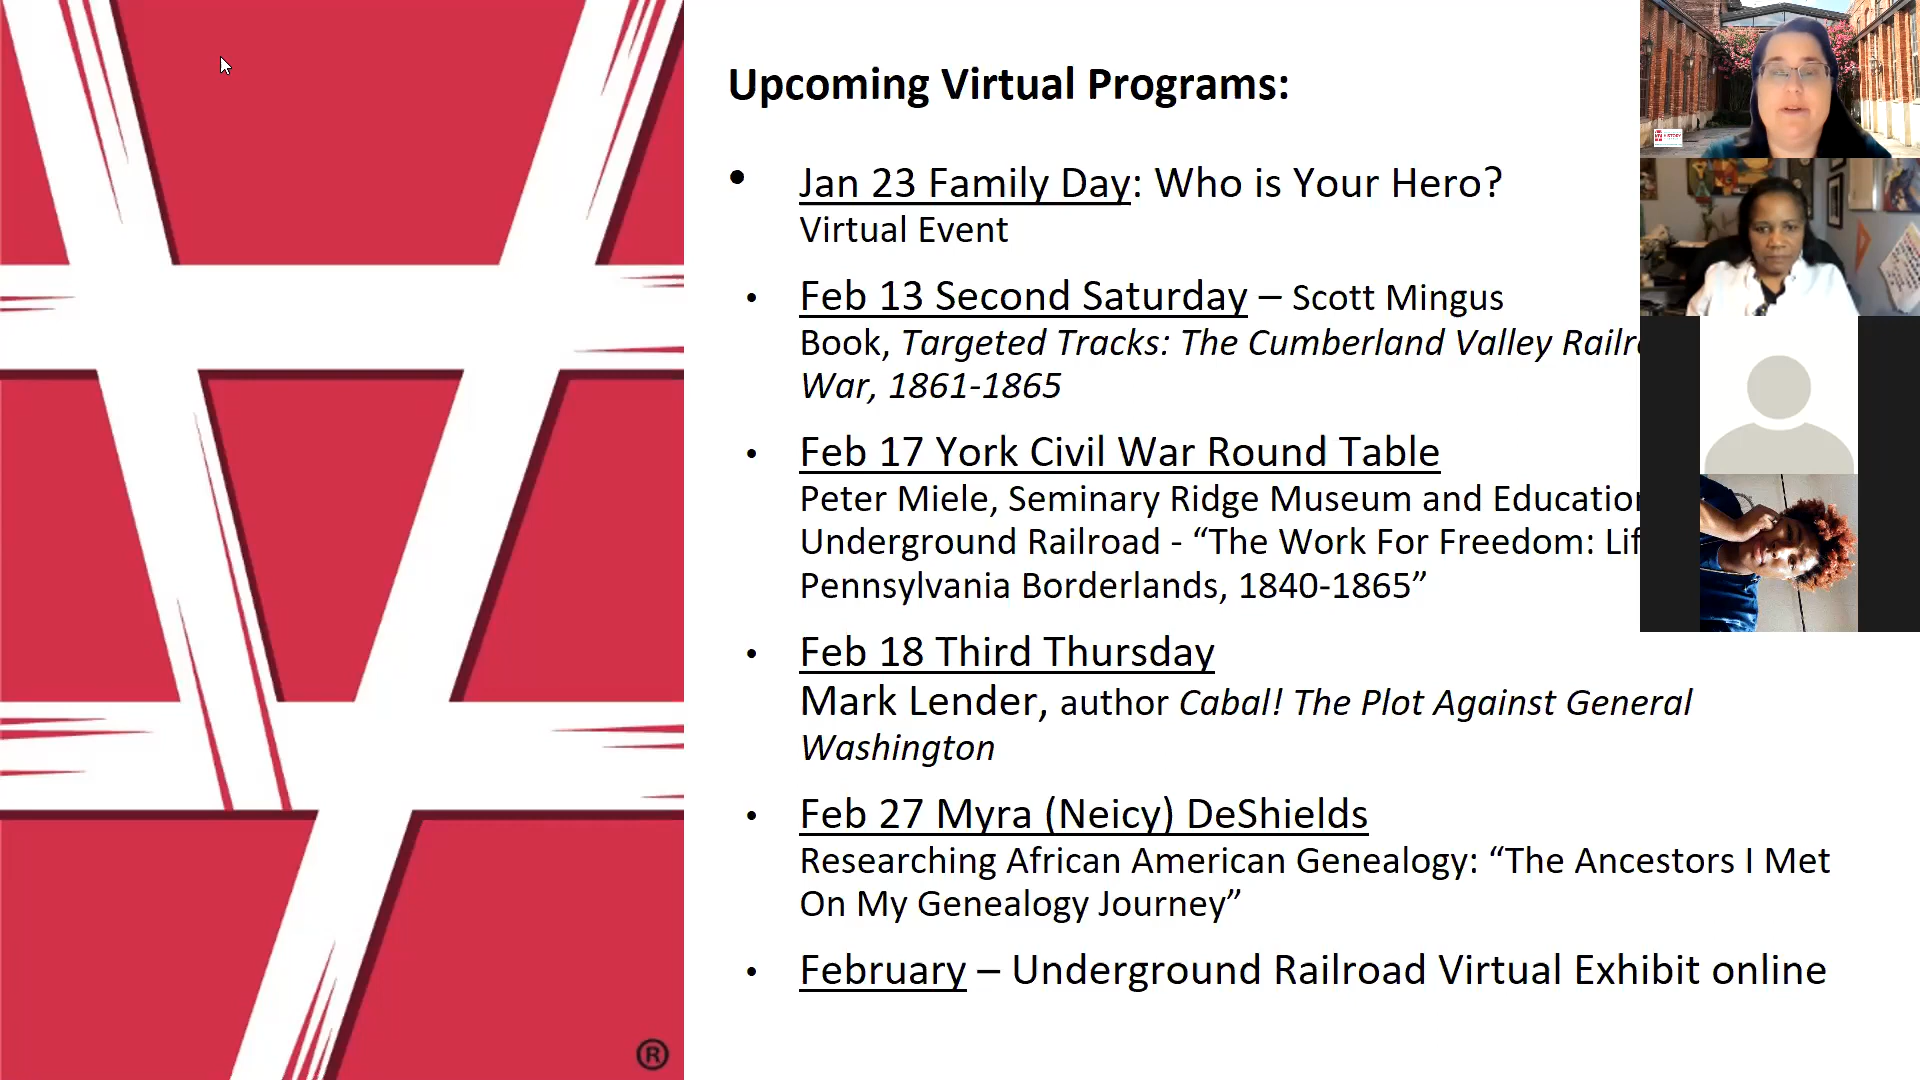 Upcoming Virtual Programs:
• Jan 23 Family Day: Who is Your Hero?
Virtual Event
• Feb 13 Second Saturday – Scott Mingus
Book, Targeted Tracks: The Cumberland Valley
War, 1861-1865
• Feb 17 York Civil War Round Table
Peter Miele, Seminary Ridge Museum and
Underground Railroad - “The Work For Freedom:
Pennsylvania Borderlands, 1840-1865”
• Feb 18 Third Thursday
Mark Lender, author Cabal! The Plot Against General
Washington
• Feb 27 Myra (Neicy) DeShields
Researching African American Genealogy: “The Ancestors I Met
On My Genealogy Journey”
• February – Underground Railroad Virtual Exhibit online
®